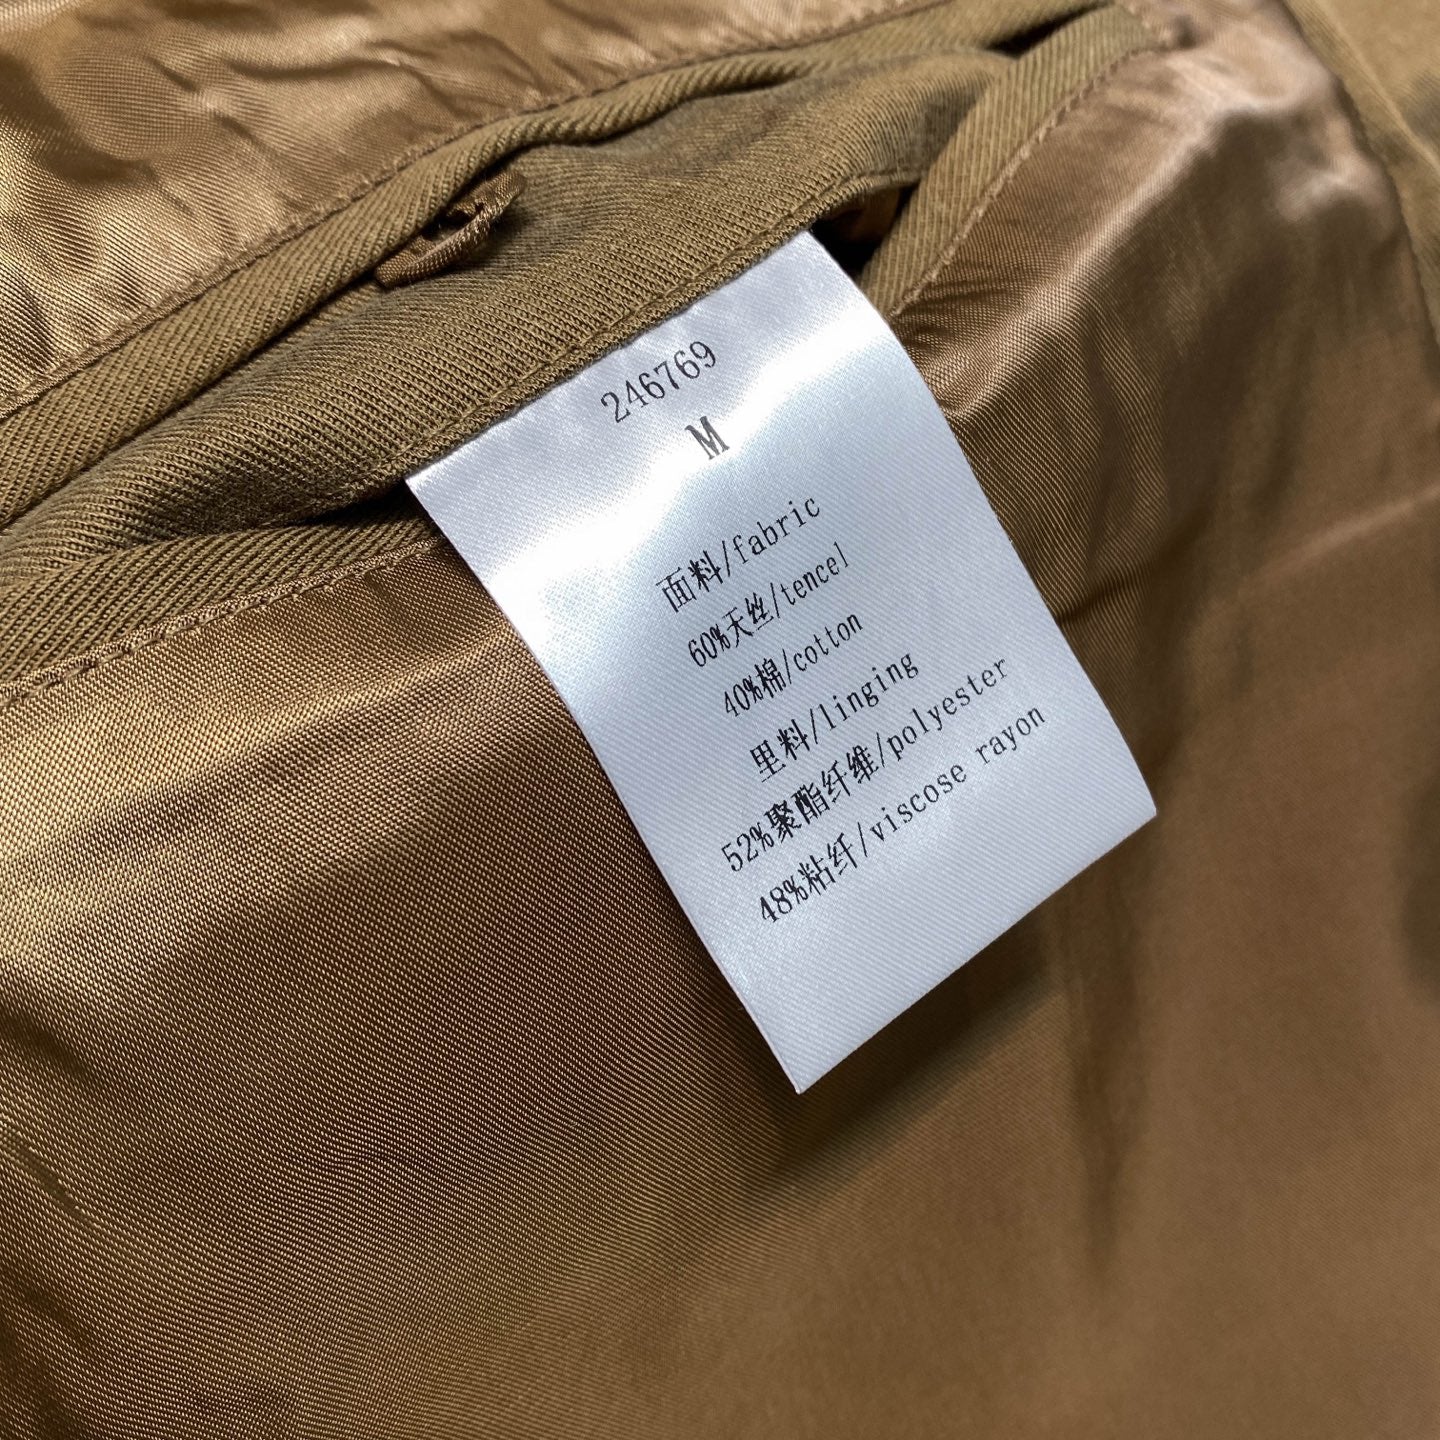 246769
M
面料/fabric
60%天丝/tencel
40%棉/cotton
里料/linging
52%聚酯纤维/polyester
48%粘纤/viscose rayon